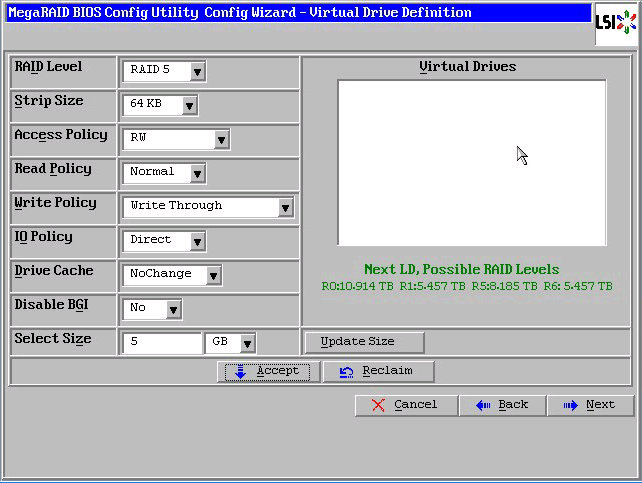 MegaRAID BIOS Config Utility Config Wizard - Virtual Drive Definition
LSI
RAID Level
RAID 5
Strip Size
64 KB
Access Policy
RW
Read Policy
Normal
Write Policy
Write Through
IO Policy
Direct
Drive Cache
NoChange
Disable BGI
No
Select Size
5
GB
Virtual Drives
Next LD, Possible RAID Levels
R0:10.914 TB R1:5.457 TB R5:8.185 TB R6: 5.457 TB
Update Size
Accept
Reclaim
Cancel
Back
Next